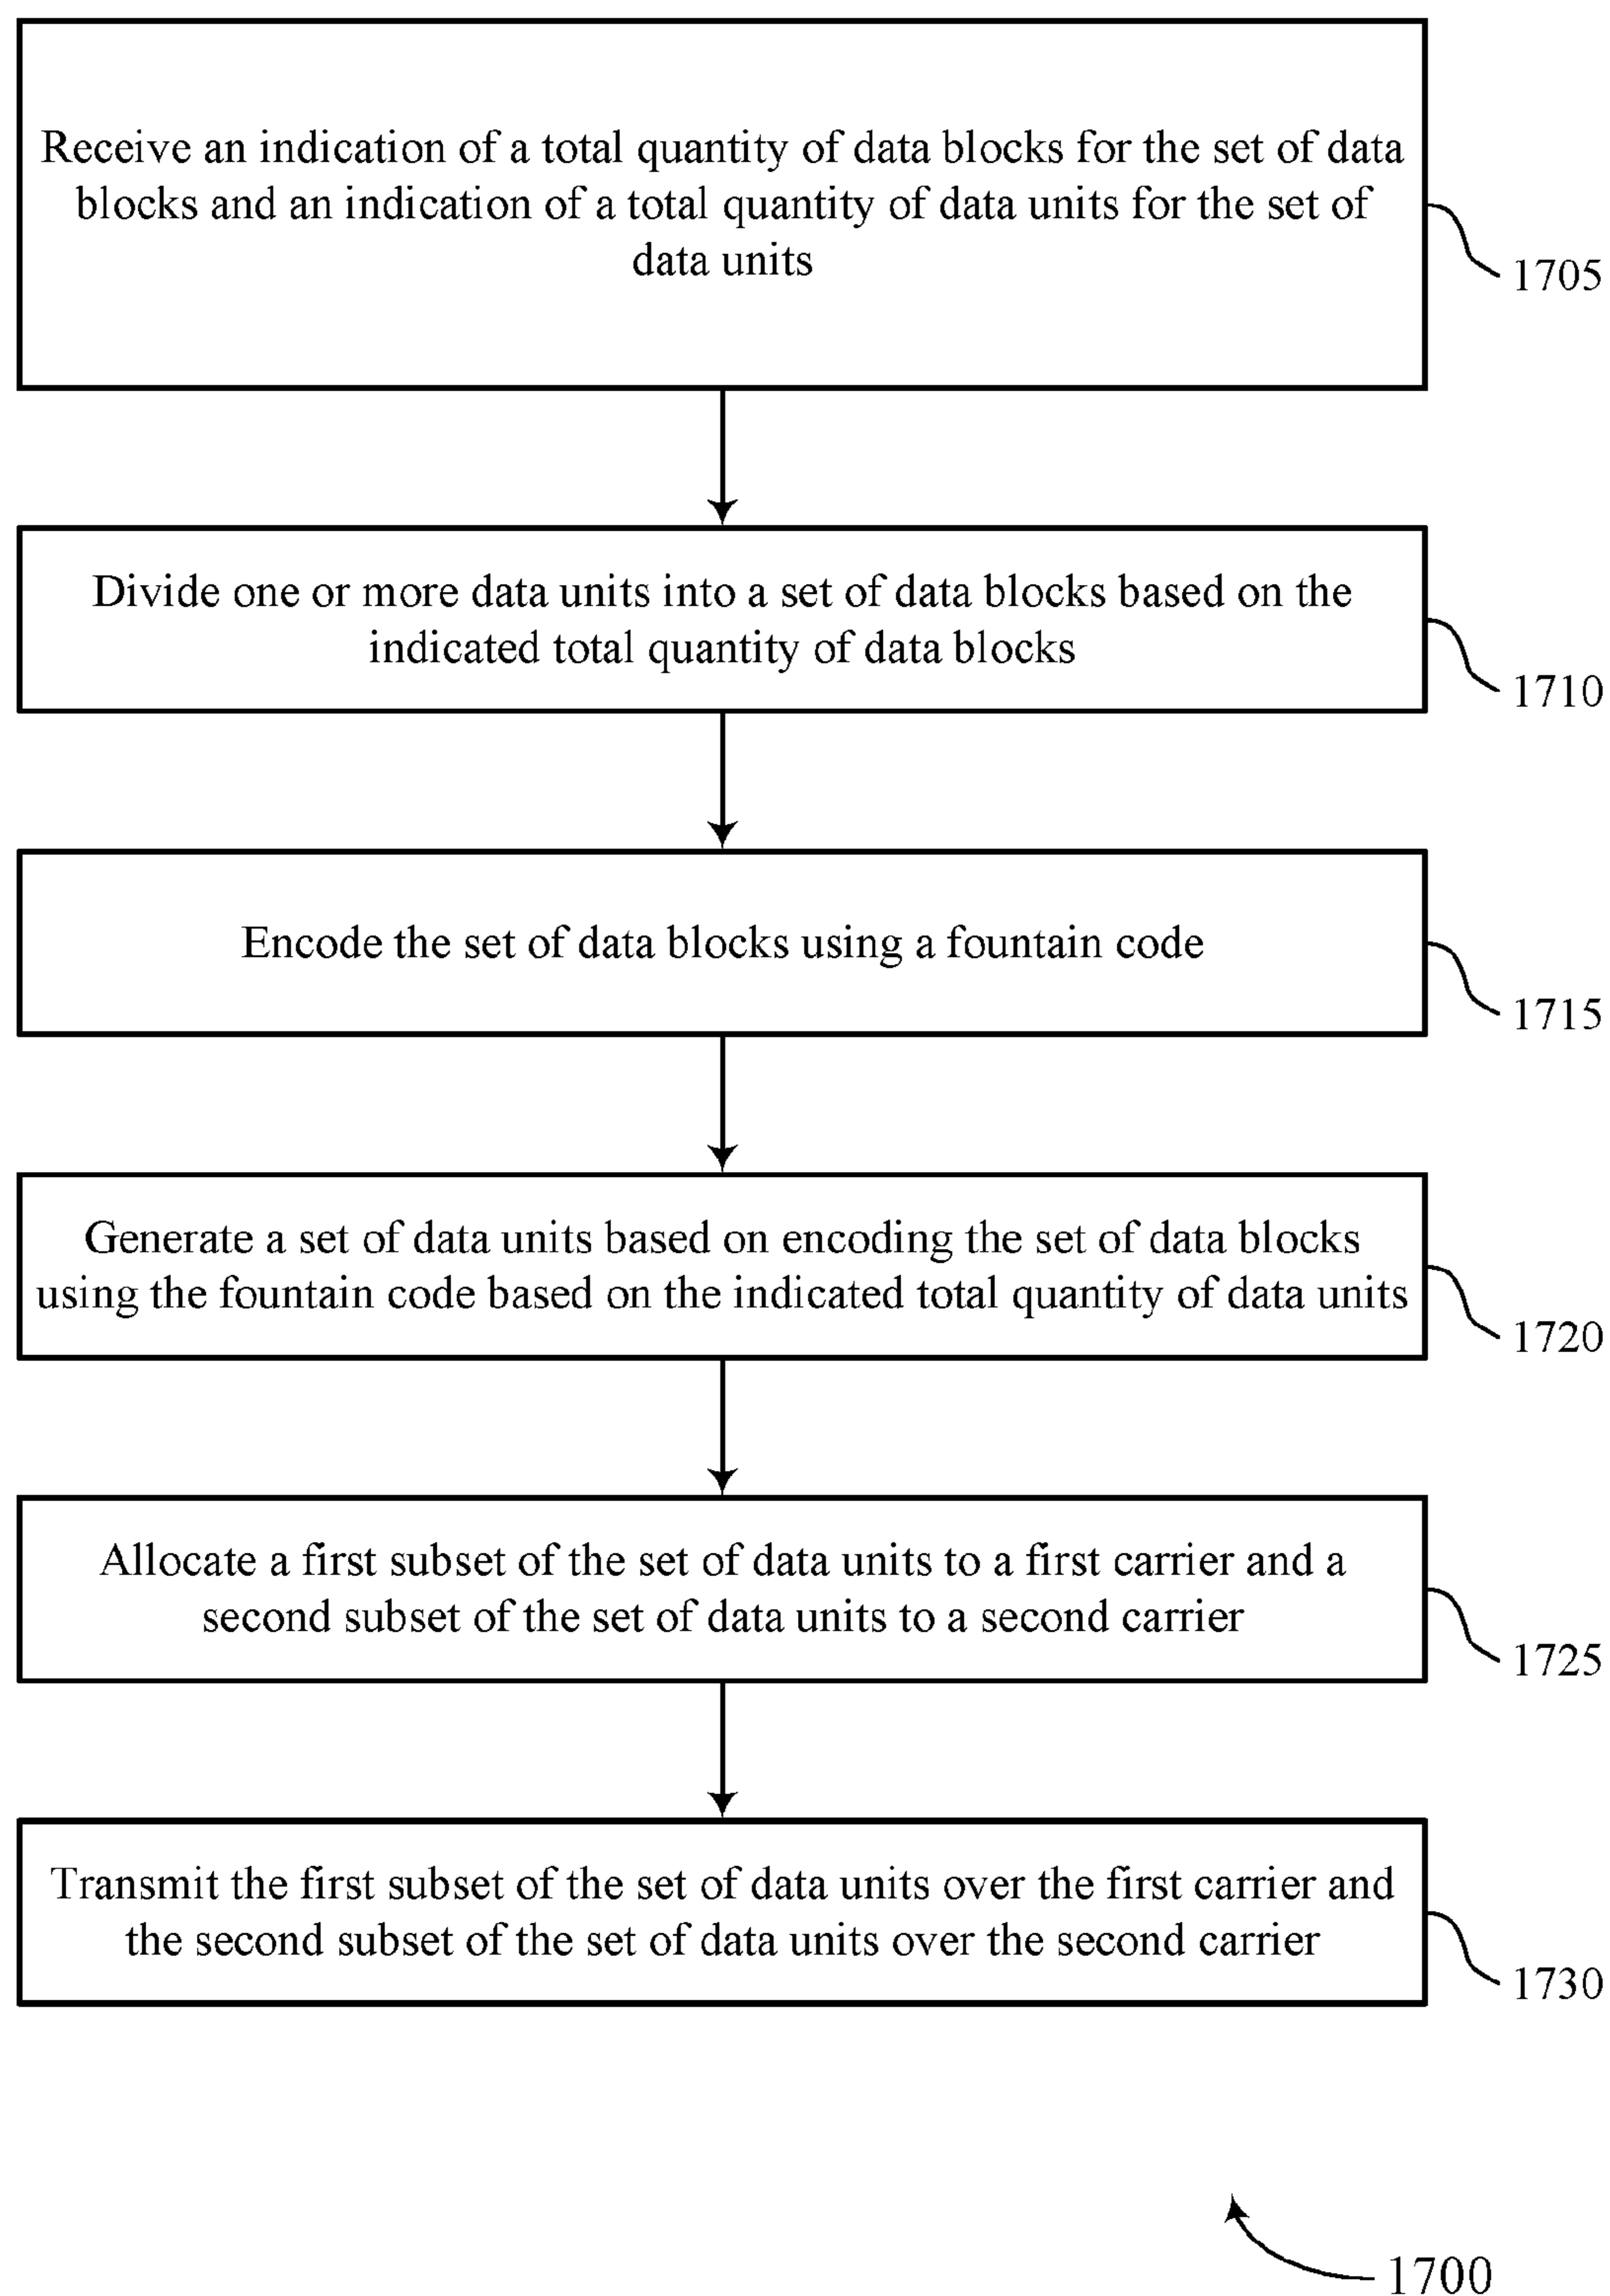 Receive an indication of a total quantity of data blocks for the set of data
blocks and an indication of a total quantity of data units for the set of
data units
1705
Divide one or more data units into a set of data blocks based on the
indicated total quantity of data blocks
1710
Encode the set of data blocks using a fountain code
1715
Generate a set of data units based on encoding the set of data blocks
using the fountain code based on the indicated total quantity of data units
1720
Allocate a first subset of the set of data units to a first carrier and a
second subset of the set of data units to a second carrier
1725
Transmit the first subset of the set of data units over the first carrier and
the second subset of the set of data units over the second carrier
1730
1700